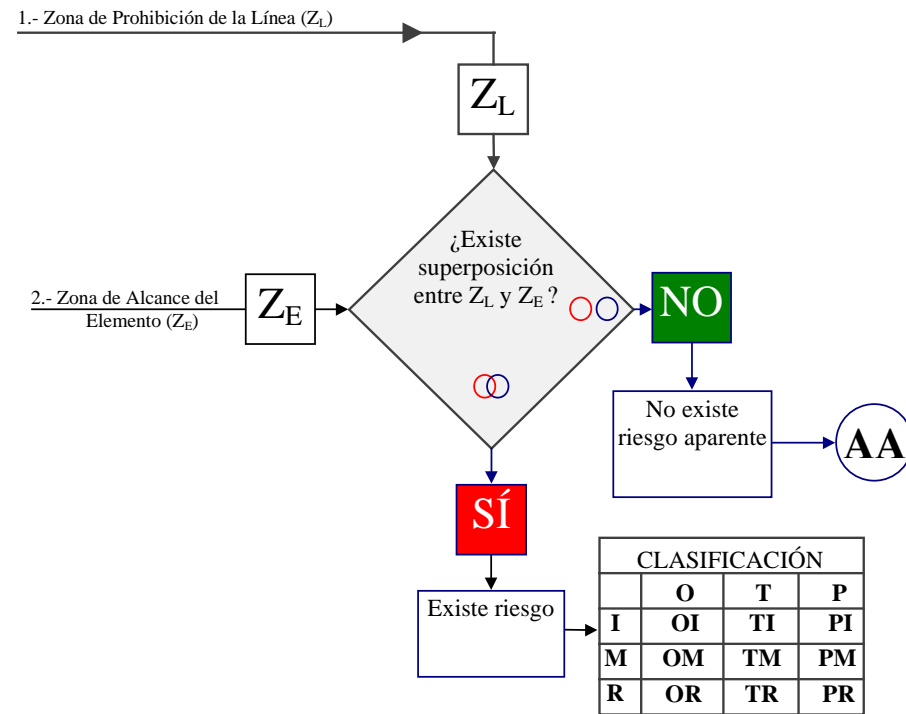 1.- Zona de Prohibición de la Línea (ZL)
ZL
¿Existe
superposición
entre ZL y ZE ?
2.- Zona de Alcance del
Elemento (ZE)
ZE
NO
No existe
riesgo aparente
AA
SÍ
Existe riesgo
CLASIFICACIÓN
O T P
I OI TI PI
M OM TM PM
R OR TR PR